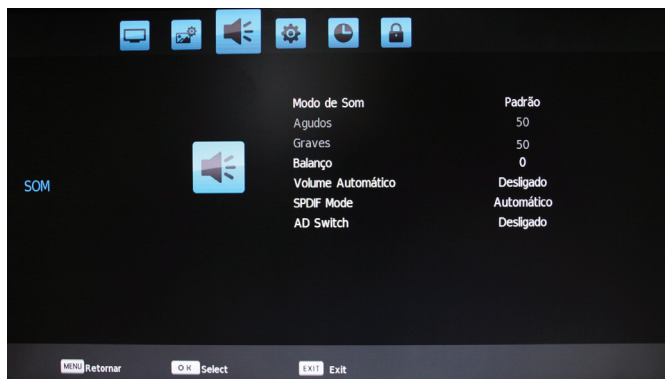 Modo de Som Padrão
Agudos 50
Graves 50
Balanço 0
SOM
Volume Automático Desligado
SPDIF Mode Automático
AD Switch Desligado
MENU Retornar OK Select EXIT Exit